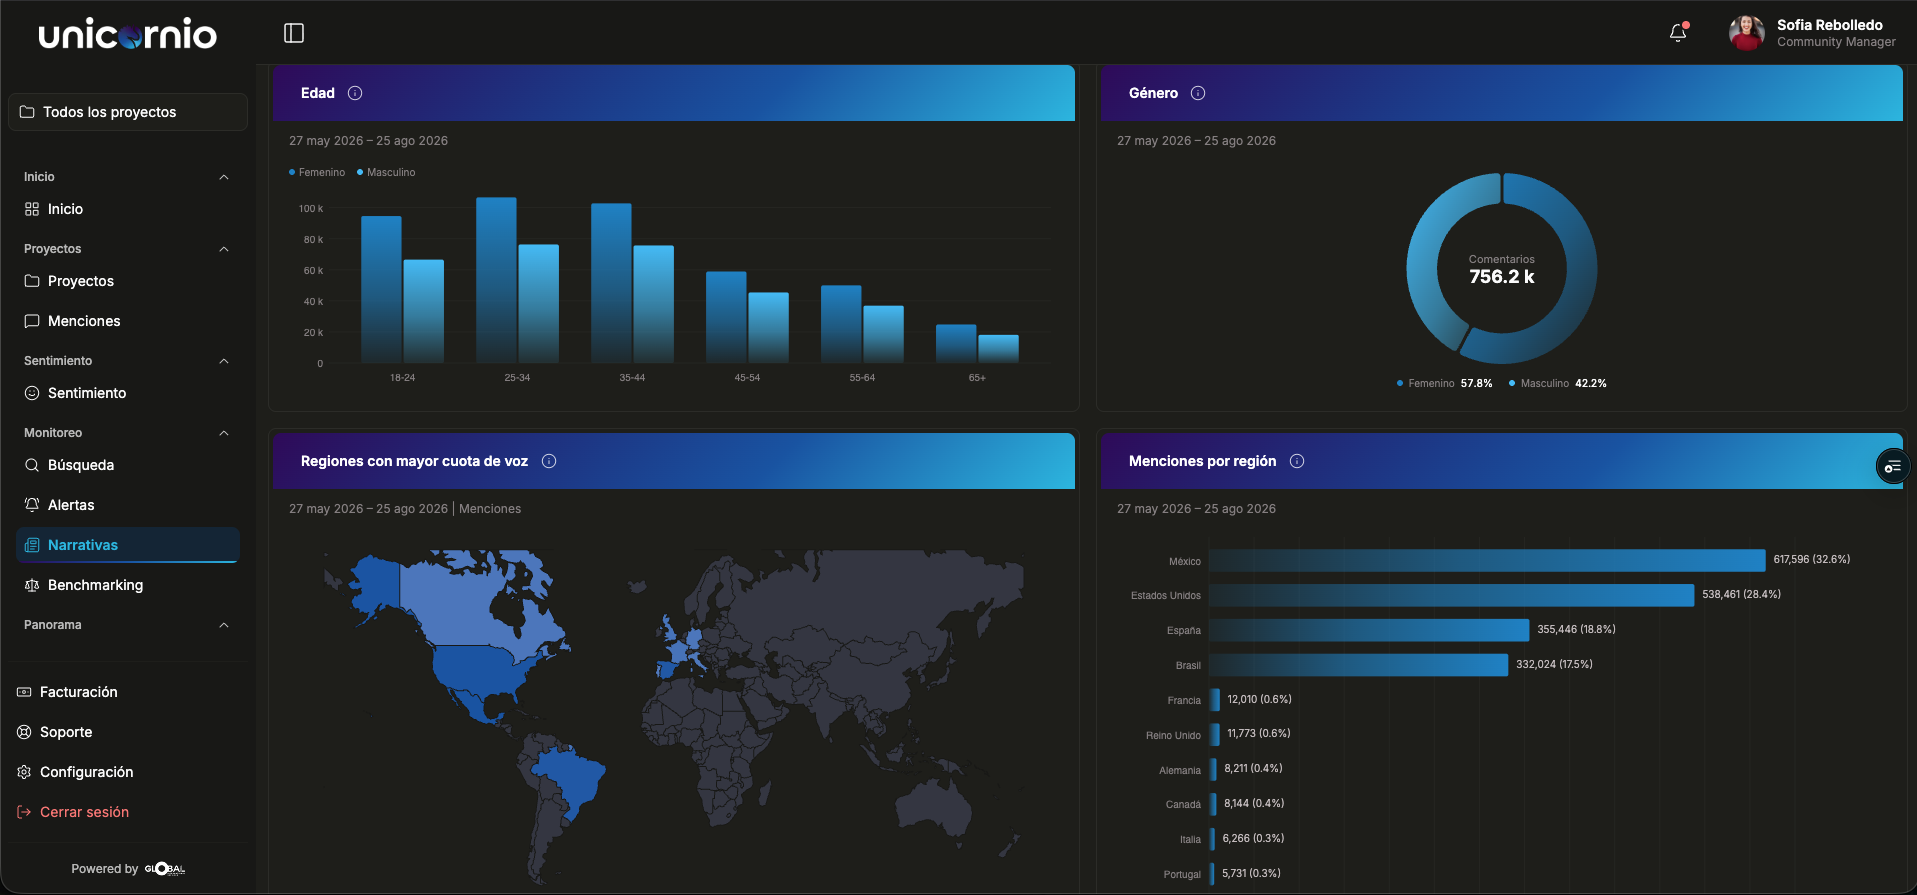 unicornio
Sofia Rebolledo
Community Manager
Todos los proyectos
Inicio
Inicio
Proyectos
Proyectos
Menciones
Sentimiento
Sentimiento
Monitoreo
Búsqueda
Alertas
Narrativas
Benchmarking
Panorama
Facturación
Soporte
Configuración
Cerrar sesión
Powered by GLOBAL
Edad
27 may 2026 – 25 ago 2026
Femenino Masculino
100 k
80 k
60 k
40 k
20 k
0
18-24 25-34 35-44 45-54 55-64 65+
Género
27 may 2026 – 25 ago 2026
Comentarios
756.2 k
Femenino 57.8% Masculino 42.2%
Regiones con mayor cuota de voz
27 may 2026 – 25 ago 2026 | Menciones
Menciones por región
27 may 2026 – 25 ago 2026
México 617,596 (32.6%)
Estados Unidos 538,461 (28.4%)
España 355,446 (18.8%)
Brasil 332,024 (17.5%)
Francia 12,010 (0.6%)
Reino Unido 11,773 (0.6%)
Alemania 8,211 (0.4%)
Canadá 8,144 (0.4%)
Italia 6,266 (0.3%)
Portugal 5,731 (0.3%)